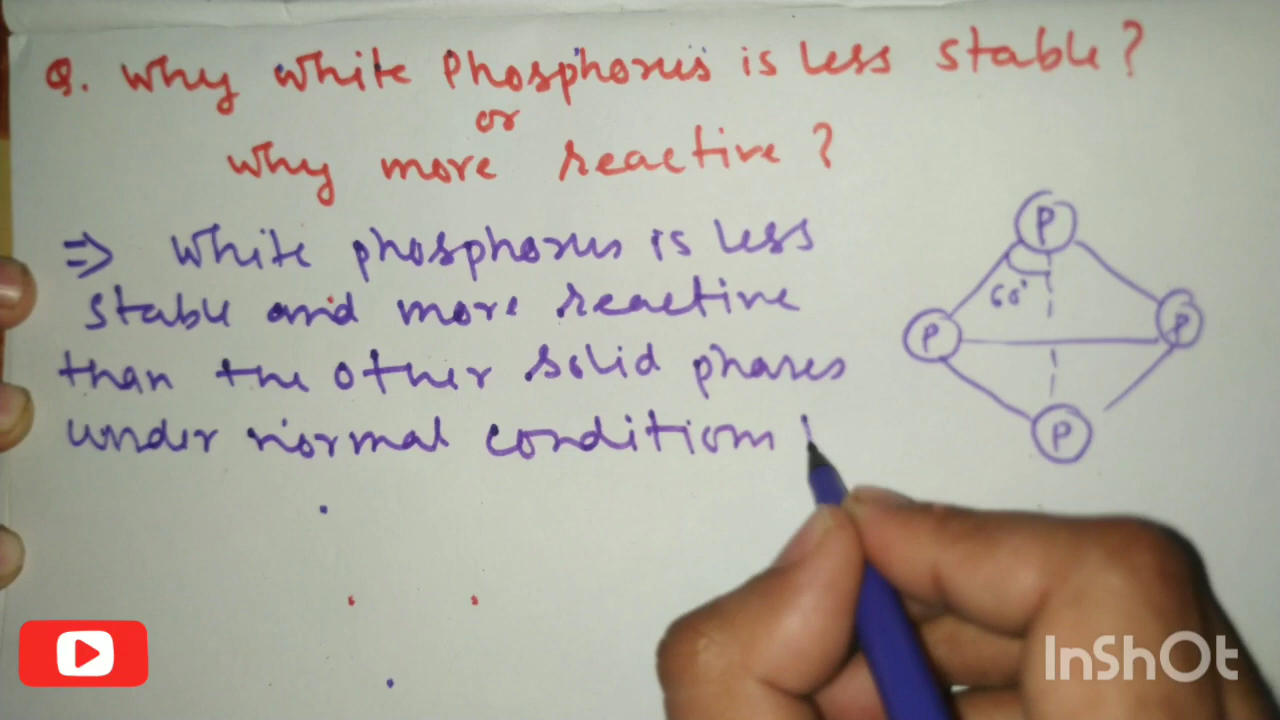 Q. Why white Phosphorus is less stable?
or
why more reactive?
⇒ White phosphorus is less
stable and more reactive
than the other solid phases
under normal condition
P
60°
P
P
P
InShOt